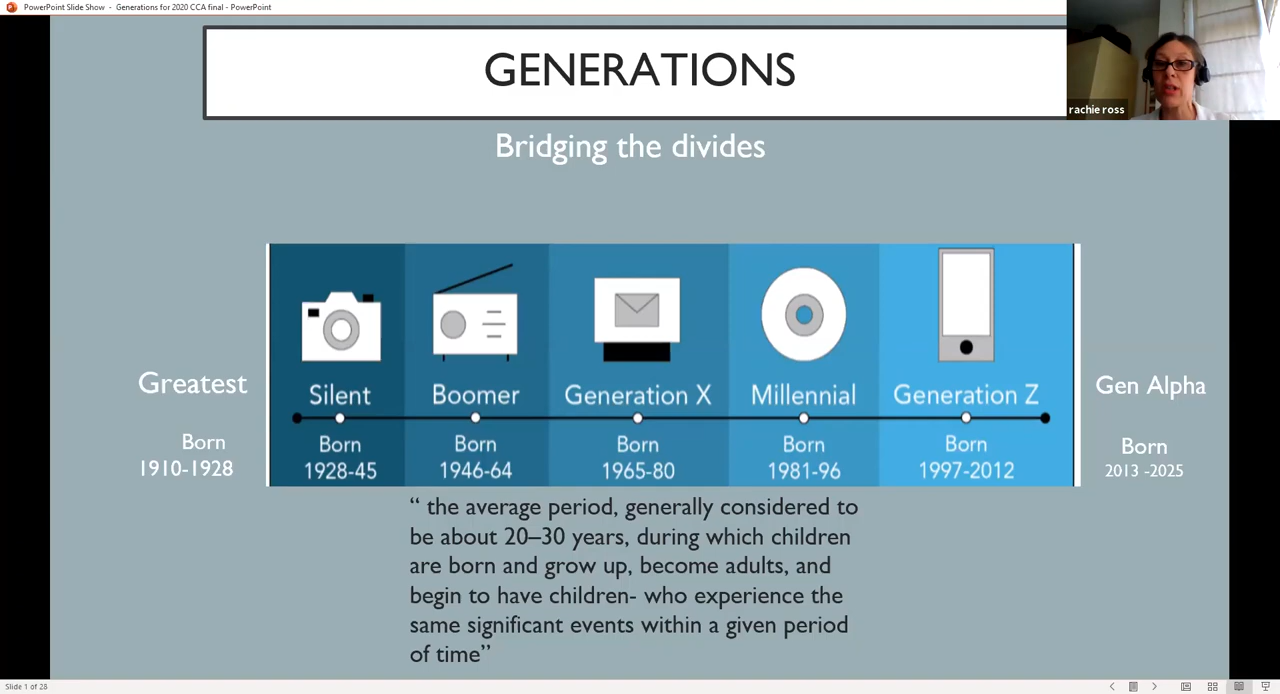 PowerPoint Slide Show - Generations for 2020 CCA final - PowerPoint
rachie ross
GENERATIONS
Bridging the divides
Greatest
Born
1910-1928
Silent
Born
1928-45
Boomer
Born
1946-64
Generation X
Born
1965-80
Millennial
Born
1981-96
Generation Z
Born
1997-2012
Gen Alpha
Born
2013 -2025
“ the average period, generally considered to
be about 20–30 years, during which children
are born and grow up, become adults, and
begin to have children- who experience the
same significant events within a given period
of time”
Slide 1 of 28